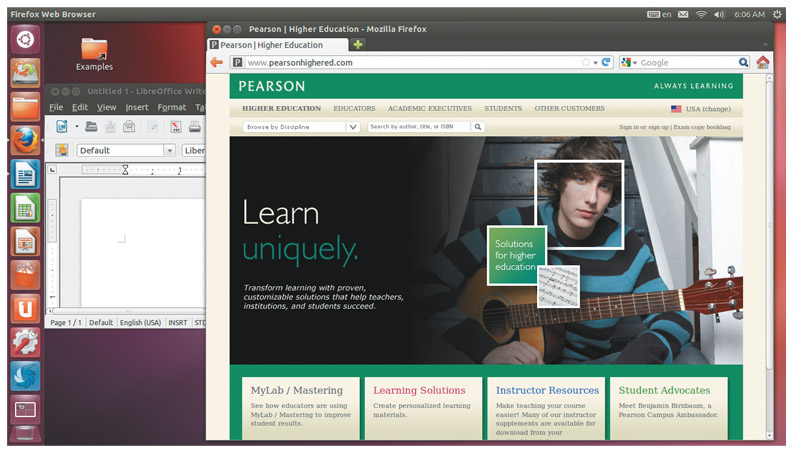 Firefox Web Browser
en
6:06 AM
Examples
Untitled 1 - LibreOffice Write
File Edit View Insert Format Ta
Default
Liber
Page 1 / 1 Default English (USA) INSRT STD
Pearson | Higher Education - Mozilla Firefox
Pearson | Higher Education
www.pearsonhighered.com
Google
PEARSON
ALWAYS LEARNING
HIGHER EDUCATION EDUCATORS ACADEMIC EXECUTIVES STUDENTS OTHER CUSTOMERS
USA (change)
Browse by Discipline
Search by author, title, or ISBN
Sign in or sign up | Exam copy bookbag
Learn
uniquely.
Transform learning with proven,
customizable solutions that help teachers,
institutions, and students succeed.
Solutions
for higher
education
MyLab / Mastering
See how educators are using
MyLab / Mastering to improve
student results.
Learning Solutions
Create personalized learning
materials.
Instructor Resources
Make teaching your course
easier! Many of our instructor
supplements are available for
download from your
Student Advocates
Meet Benjamin Birnbaum, a
Pearson Campus Ambassador.